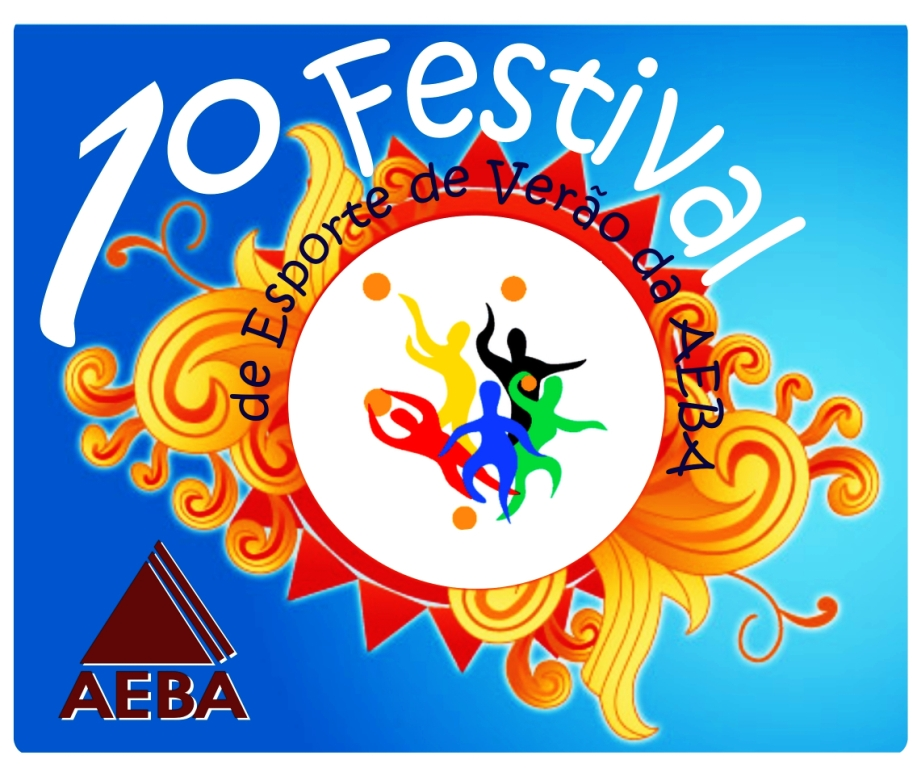 1º Festival
de Esporte de Verão da AEBA
AEBA